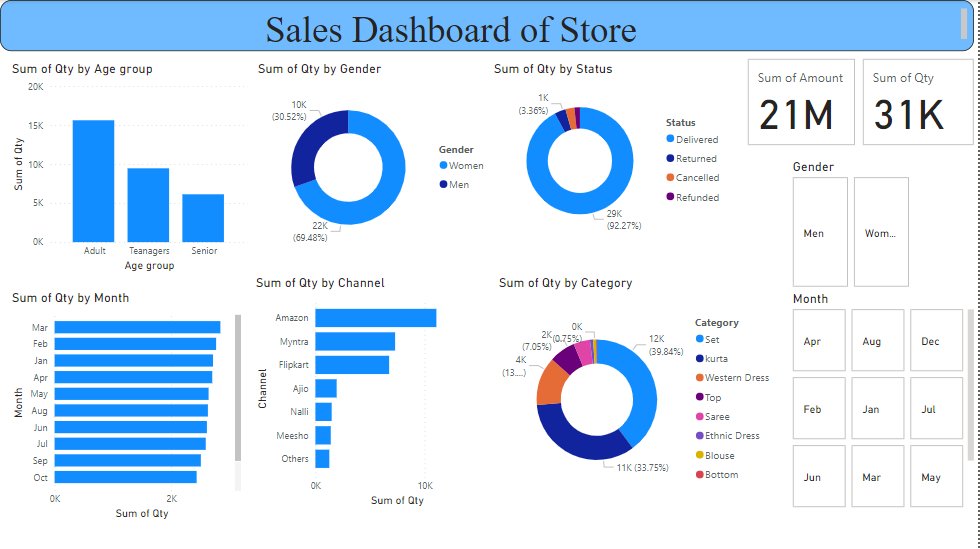 Sales Dashboard of Store
Sum of Qty by Age group
20K
15K
10K
5K
0K
Sum of Qty
Adult
Teanagers
Senior
Age group
Sum of Qty by Gender
10K
(30.52%)
22K
(69.48%)
Gender
Women
Men
Sum of Qty by Status
1K
(3.36%)
29K
(92.27%)
Status
Delivered
Returned
Cancelled
Refunded
Sum of Amount
21M
Sum of Qty
31K
Gender
Men
Wom...
Sum of Qty by Month
Month
Mar
Feb
Jan
Apr
May
Aug
Jun
Jul
Sep
Oct
0K
2K
Sum of Qty
Sum of Qty by Channel
Channel
Amazon
Myntra
Flipkart
Ajio
Nalli
Meesho
Others
0K
10K
Sum of Qty
Sum of Qty by Category
0K
(0.75%)
2K
(7.05%)
4K
(13....)
12K
(39.84%)
11K (33.75%)
Category
Set
kurta
Western Dress
Top
Saree
Ethnic Dress
Blouse
Bottom
Month
Apr
Aug
Dec
Feb
Jan
Jul
Jun
Mar
May